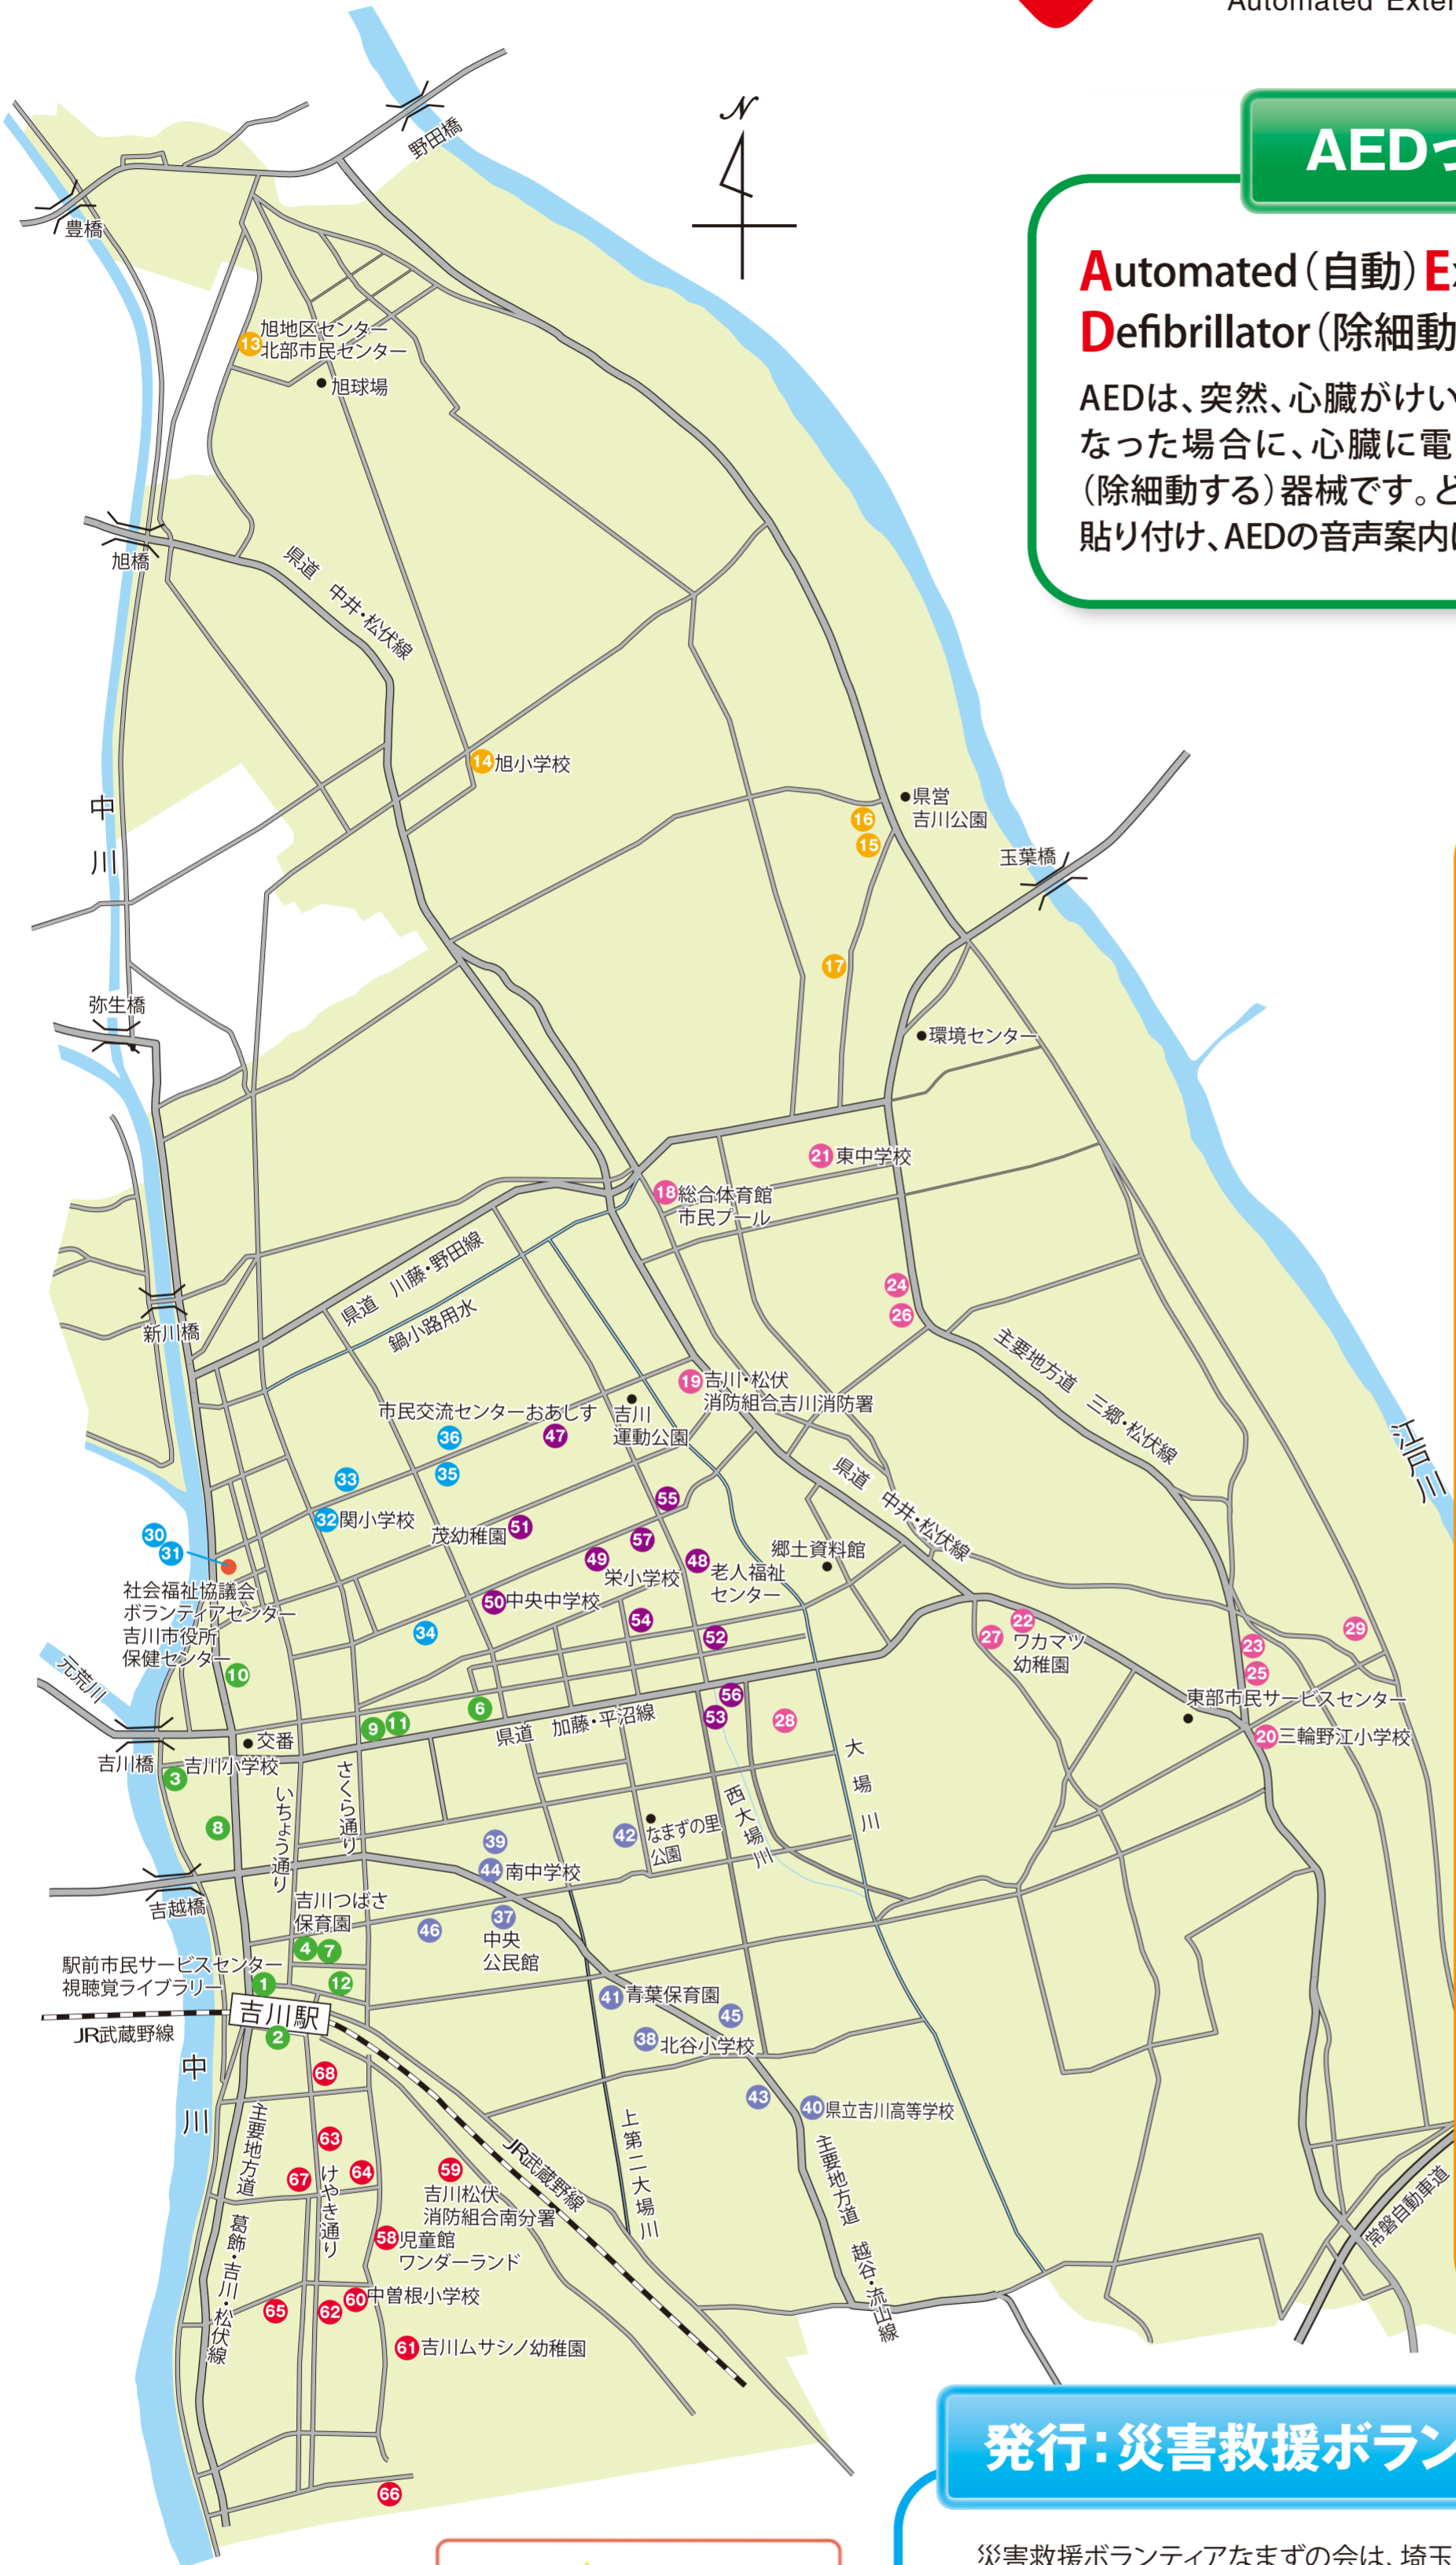 N
野田橋
豊橋
AED
Automated（自動）E
Defibrillator（除細動
AEDは、突然、心臓がけい
なった場合に、心臓に電
（除細動する）器械です。
貼り付け、AEDの音声案内
13
旭地区センター
北部市民センター
旭球場
旭橋
県道 中井・松伏線
14
旭小学校
中川
県営
吉川公園
16
15
玉葉橋
17
弥生橋
環境センター
21
東中学校
18
総合体育館
市民プール
県道 川藤・野田線
鍋小路用水
新川橋
24
26
主要地方道 三郷・松伏線
江戸川
19
吉川・松伏
消防組合吉川消防署
市民交流センターおあしす
吉川
運動公園
36
47
33
35
県道 中井・松伏線
55
32
関小学校
茂幼稚園
51
57
30
31
49
栄小学校
48
老人福祉
センター
郷土資料館
社会福祉協議会
ボランティアセンター
吉川市役所
保健センター
50
中央中学校
54
34
52
22
27
ワカマツ
幼稚園
29
23
25
元荒川
10
東部市民サービスセンター
20
三輪野江小学校
56
53
28
6
9
11
県道 加藤・平沼線
交番
吉川橋
吉川小学校
3
いちょう通り
さくら通り
大場川
西大場川
8
39
42
なまずの里
公園
44
南中学校
吉越橋
吉川つばさ
保育園
46
37
中央
公民館
4
7
駅前市民サービスセンター
視聴覚ライブラリー
1
12
吉川駅
JR武蔵野線
2
41
青葉保育園
45
38
北谷小学校
中川
68
43
40
県立吉川高等学校
主要地方道 葛飾・吉川・松伏線
63
67
64
けやき通り
59
吉川松伏
消防組合南分署
JR武蔵野線
上第二大場川
主要地方道 越谷・流山線
常磐自動車道
58
児童館
ワンダーランド
65
62
60
中曽根小学校
61
吉川ムサシノ幼稚園
66
発行：災害救援ボラン
災害救援ボランティアなまずの会は、埼玉